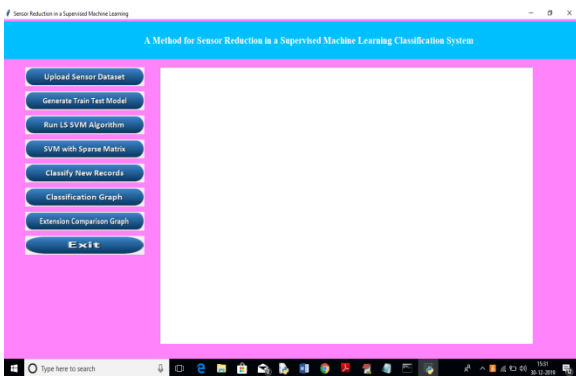 Sensor Reduction in a Supervised Machine Learning
A Method for Sensor Reduction in a Supervised Machine Learning Classification System
Upload Sensor Dataset
Generate Train Test Model
Run LS SVM Algorithm
SVM with Sparse Matrix
Classify New Records
Classification Graph
Extension Comparison Graph
Exit
Type here to search
15:31
30-12-2019